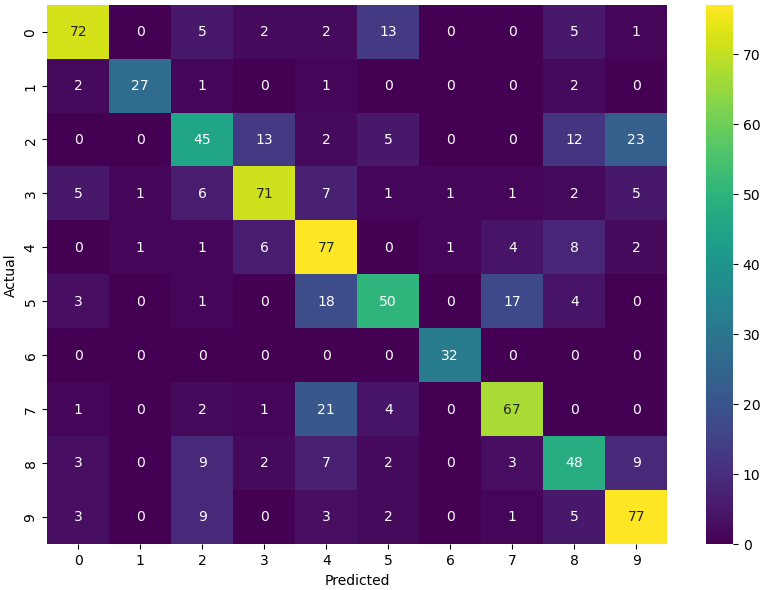 0 72 0 5 2 2 13 0 0 5 1
1 2 27 1 0 1 0 0 0 2 0
2 0 0 45 13 2 5 0 0 12 23
3 5 1 6 71 7 1 1 1 2 5
4 0 1 1 6 77 0 1 4 8 2
5 3 0 1 0 18 50 0 17 4 0
6 0 0 0 0 0 0 32 0 0 0
7 1 0 2 1 21 4 0 67 0 0
8 3 0 9 2 7 2 0 3 48 9
9 3 0 9 0 3 2 0 1 5 77
0 1 2 3 4 5 6 7 8 9
Predicted
Actual
70
60
50
40
30
20
10
0